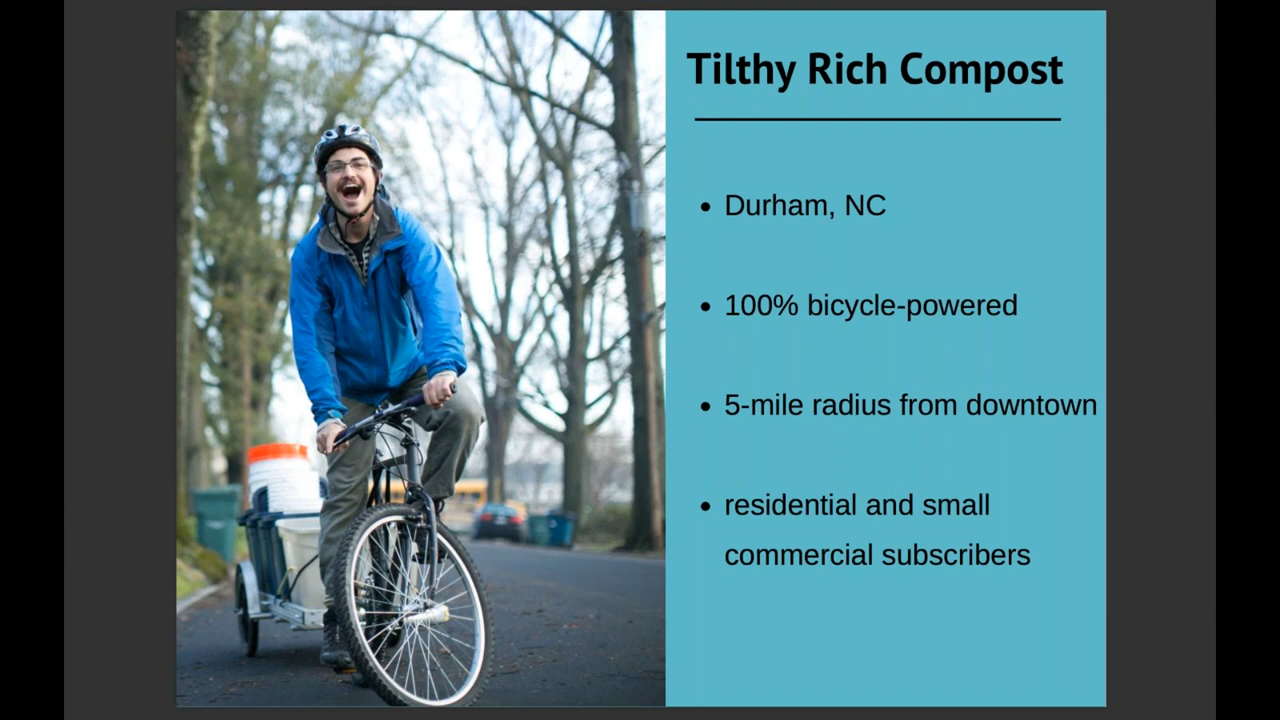 Tilthy Rich Compost
• Durham, NC
• 100% bicycle-powered
• 5-mile radius from downtown
• residential and small
commercial subscribers